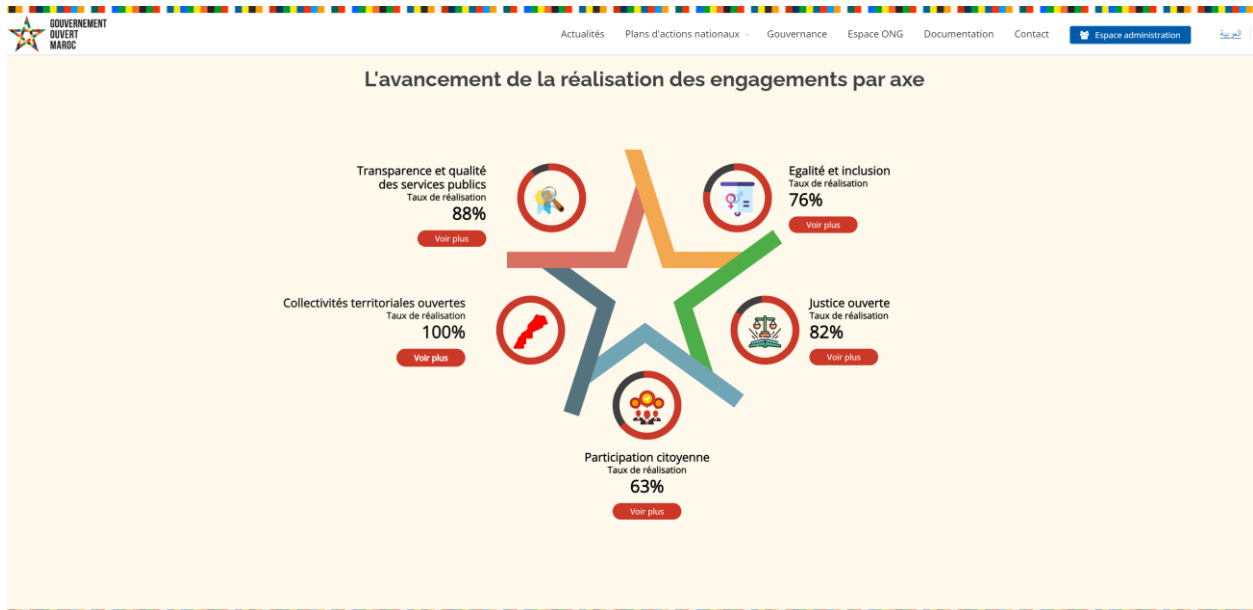 GOUVERNEMENT
OUVERT
MAROC
Actualités
Plans d'actions nationaux
Gouvernance
Espace ONG
Documentation
Contact
Espace administration
العربية
L'avancement de la réalisation des engagements par axe
Transparence et qualité
des services publics
Taux de réalisation
88%
Voir plus
Egalité et inclusion
Taux de réalisation
76%
Voir plus
Collectivités territoriales ouvertes
Taux de réalisation
100%
Voir plus
Justice ouverte
Taux de réalisation
82%
Voir plus
Participation citoyenne
Taux de réalisation
63%
Voir plus